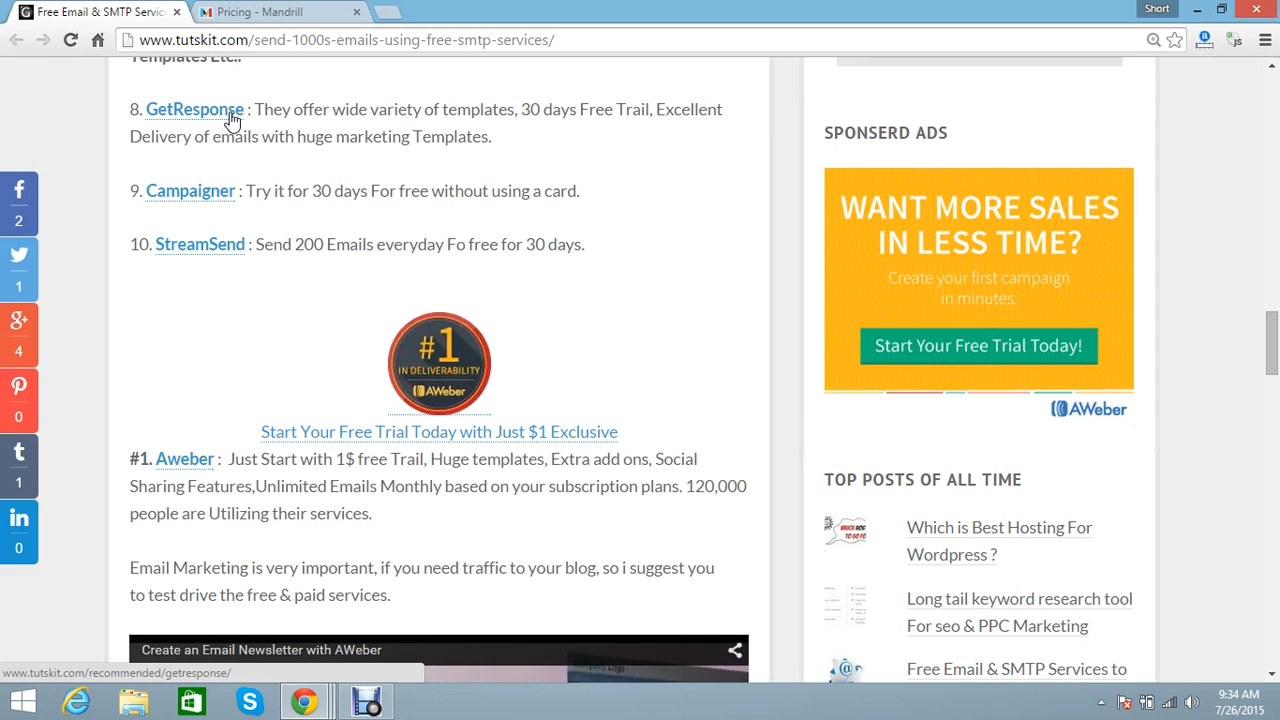 Free Email & SMTP Servic
Pricing - Mandrill
Short
www.tutskit.com/send-1000s-emails-using-free-smtp-services/
js
Templates Etc..
8. GetResponse : They offer wide variety of templates, 30 days Free Trail, Excellent
Delivery of emails with huge marketing Templates.
9. Campaigner : Try it for 30 days For free without using a card.
10. StreamSend : Send 200 Emails everyday Fo free for 30 days.
#1
IN DELIVERABILITY
AWeber
Start Your Free Trial Today with Just $1 Exclusive
#1. Aweber : Just Start with 1$ free Trail, Huge templates, Extra add ons, Social
Sharing Features,Unlimited Emails Monthly based on your subscription plans. 120,000
people are Utilizing their services.
Email Marketing is very important, if you need traffic to your blog, so i suggest you
to test drive the free & paid services.
Create an Email Newsletter with AWeber
2
1
4
0
1
0
SPONSERD ADS
WANT MORE SALES
IN LESS TIME?
Create your first campaign
in minutes.
Start Your Free Trial Today!
AWeber
TOP POSTS OF ALL TIME
Which is Best Hosting For
Wordpress ?
Long tail keyword research tool
For seo & PPC Marketing
Free Email & SMTP Services to
www.tutskit.com/recommended/getresponse/
9:34 AM
7/26/2015